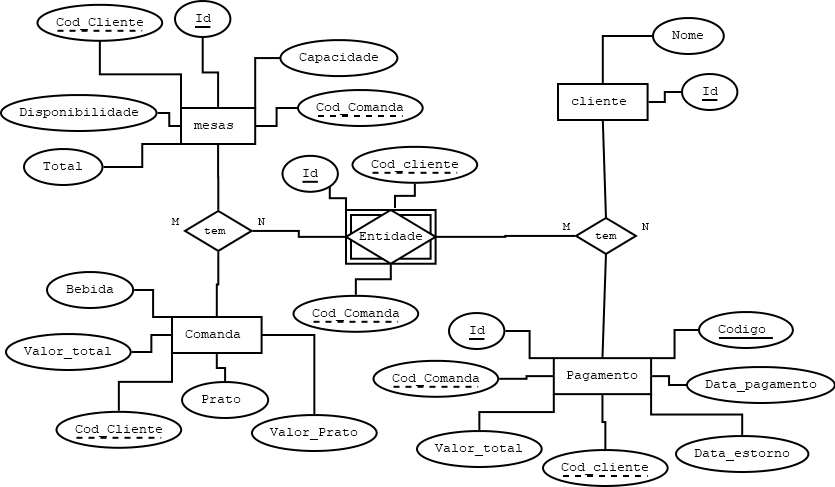 Cod_Cliente
Id
Nome
Capacidade
cliente
Id
Disponibilidade
Cod_Comanda
mesas
Total
Id
Cod_cliente
M
tem
N
Entidade
M
tem
N
Bebida
Cod_Comanda
Comanda
Id
Codigo
Valor_total
Pagamento
Cod_Comanda
Data_pagamento
Prato
Cod_Cliente
Valor_Prato
Valor_total
Cod_cliente
Data_estorno